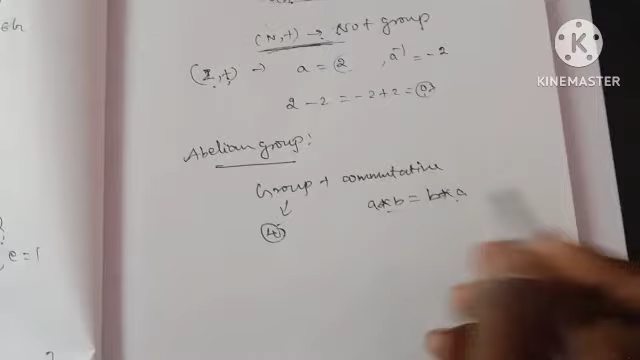 (N,+) → Not group
(Z,+) → a = 2 , a⁻¹ = -2
2 - 2 = -2 + 2 = 0
Abelian group:
Group + commutative
↓ a*b = b*a
4
e = 1
K
KINEMASTER